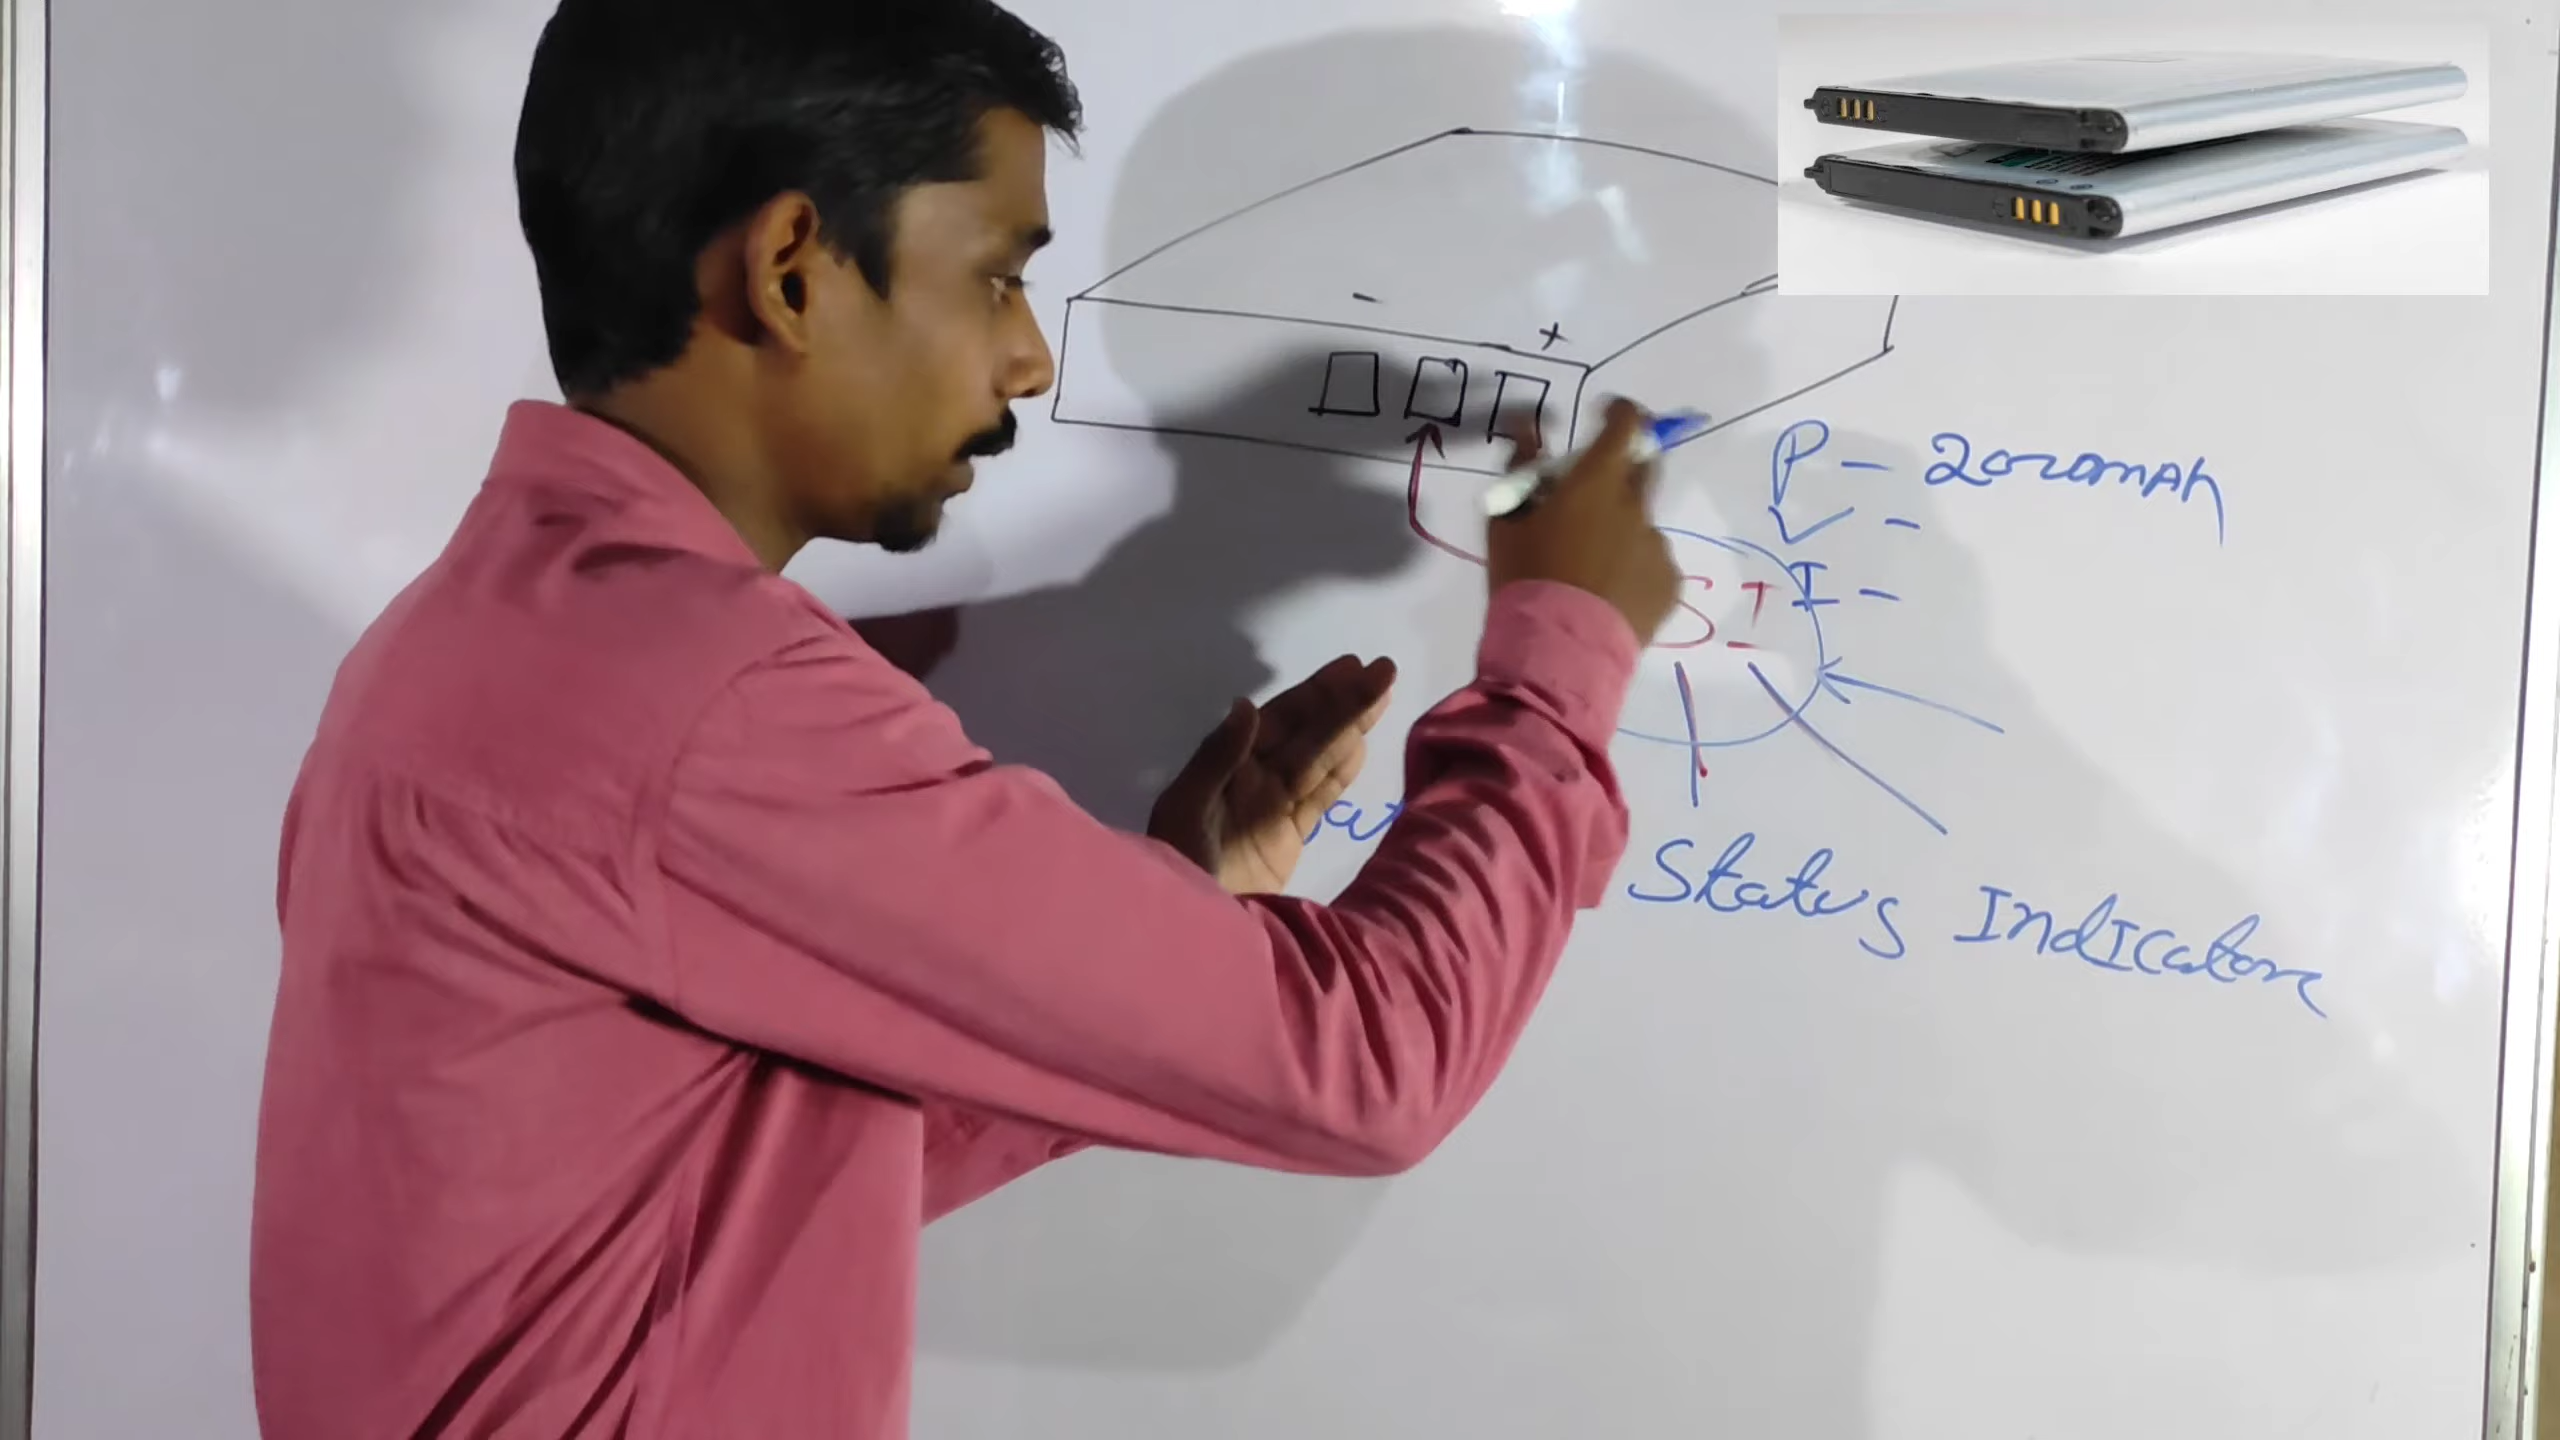 -
+
P - 2020mAh
V -
I -
SI
Status Indicator